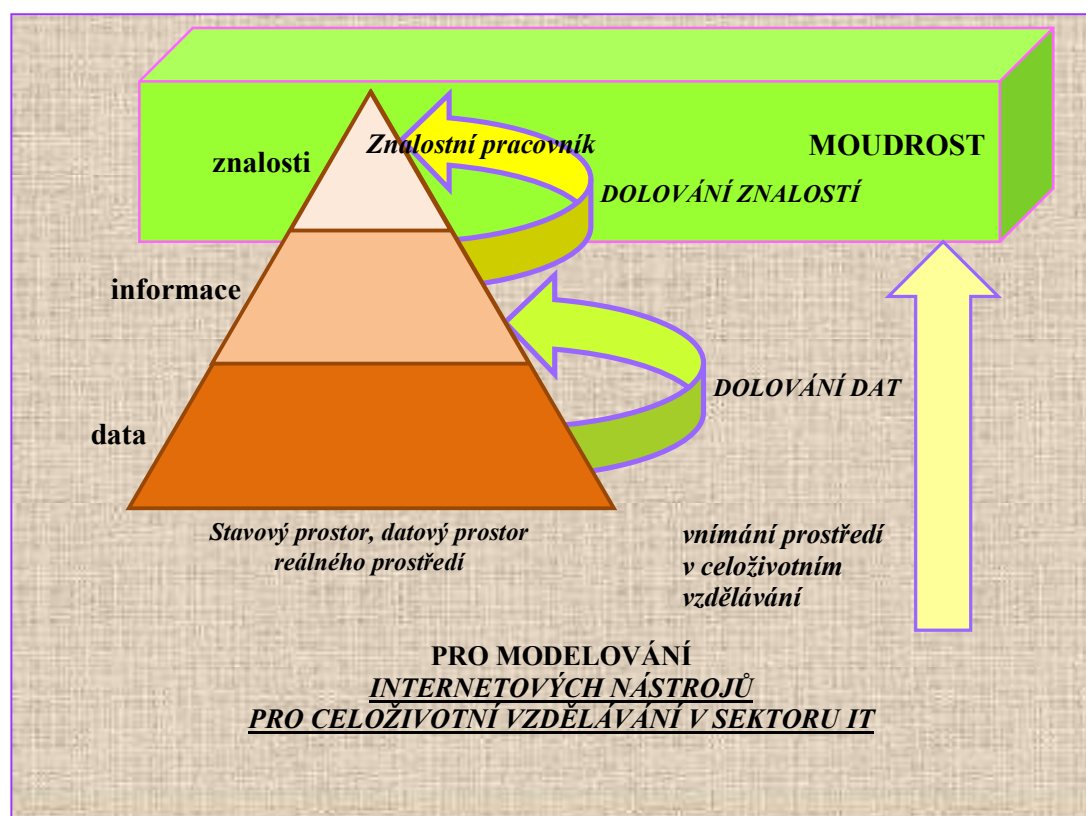 Znalostní pracovník
MOUDROST
znalosti
DOLOVÁNÍ ZNALOSTÍ
informace
DOLOVÁNÍ DAT
data
Stavový prostor, datový prostor
reálného prostředí
vnímání prostředí
v celoživotním
vzdělávání
PRO MODELOVÁNÍ
INTERNETOVÝCH NÁSTROJŮ
PRO CELOŽIVOTNÍ VZDĚLÁVÁNÍ V SEKTORU IT